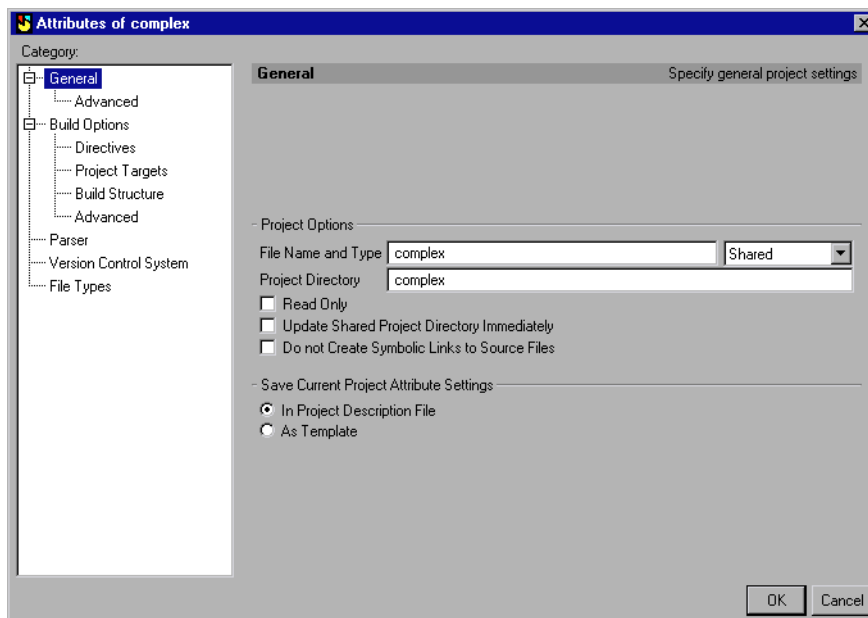 Attributes of complex
Category:
General
Advanced
Build Options
Directives
Project Targets
Build Structure
Advanced
Parser
Version Control System
File Types
General Specify general project settings
Project Options
File Name and Type complex Shared
Project Directory complex
Read Only
Update Shared Project Directory Immediately
Do not Create Symbolic Links to Source Files
Save Current Project Attribute Settings
In Project Description File
As Template
OK Cancel